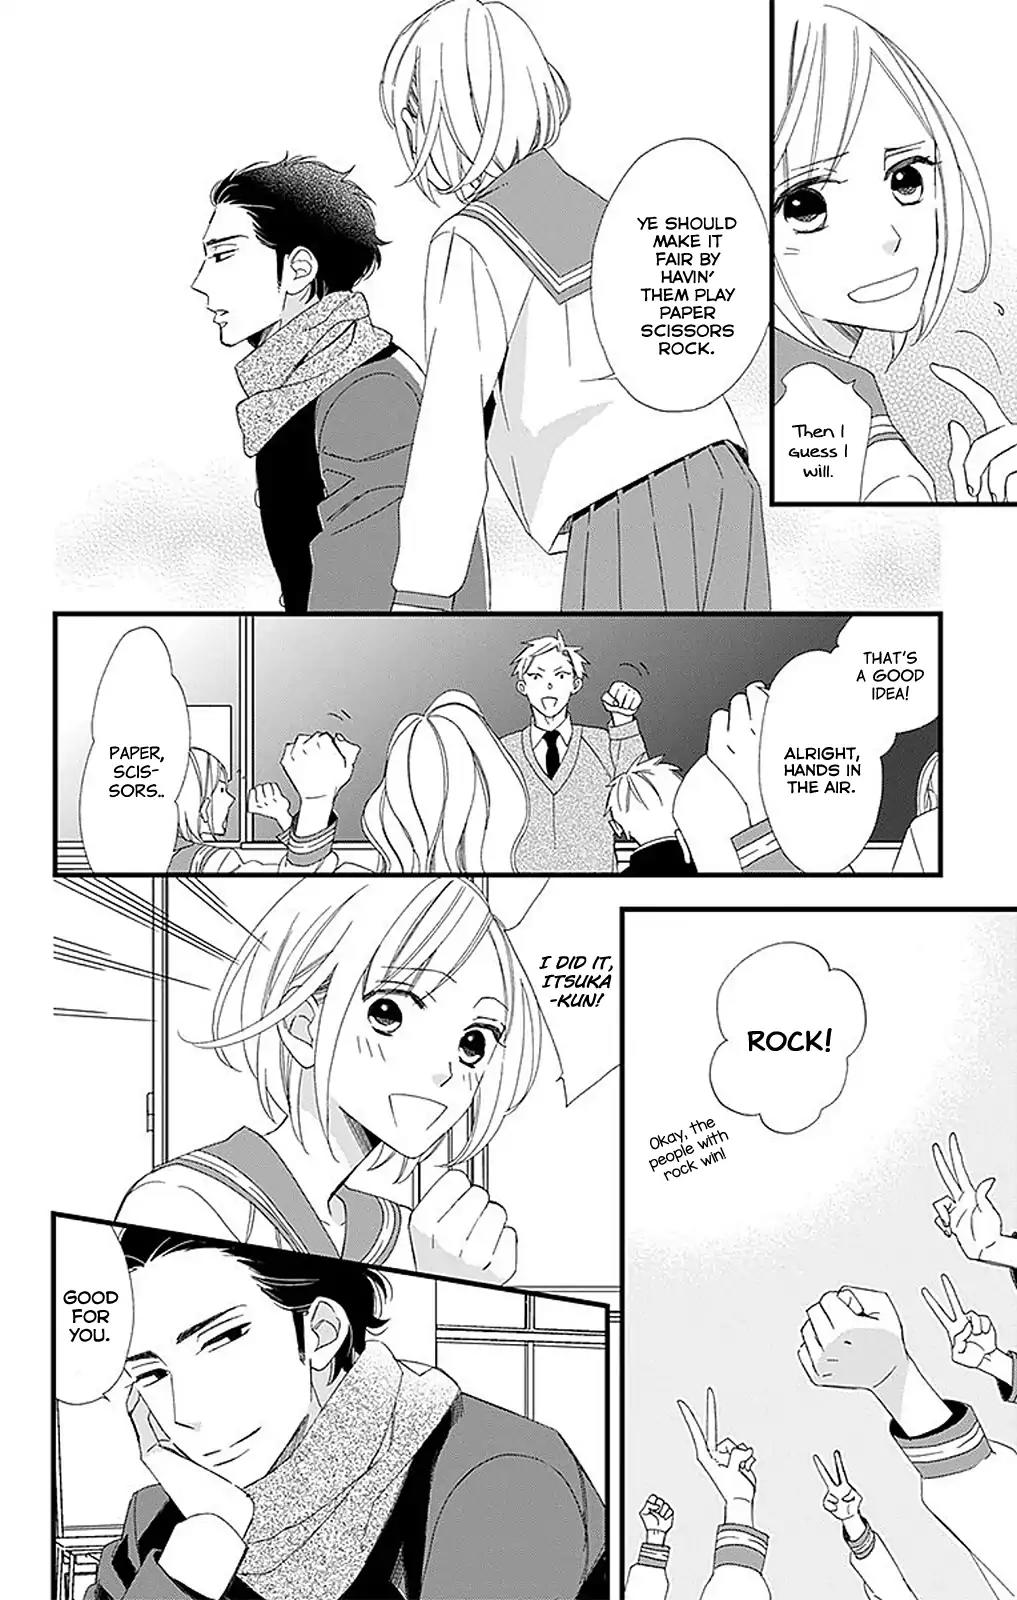 Then I
guess I
will.
YE SHOULD
MAKE IT
FAIR BY
HAVIN'
THEM PLAY
PAPER
SCISSORS
ROCK.
THAT'S
A GOOD
IDEA!
ALRIGHT,
HANDS IN
THE AIR.
PAPER,
SCIS-
SORS..
ROCK!
Okay, the
people with
rock win!
I DID IT,
ITSUKA
-KUN!
GOOD
FOR
YOU.